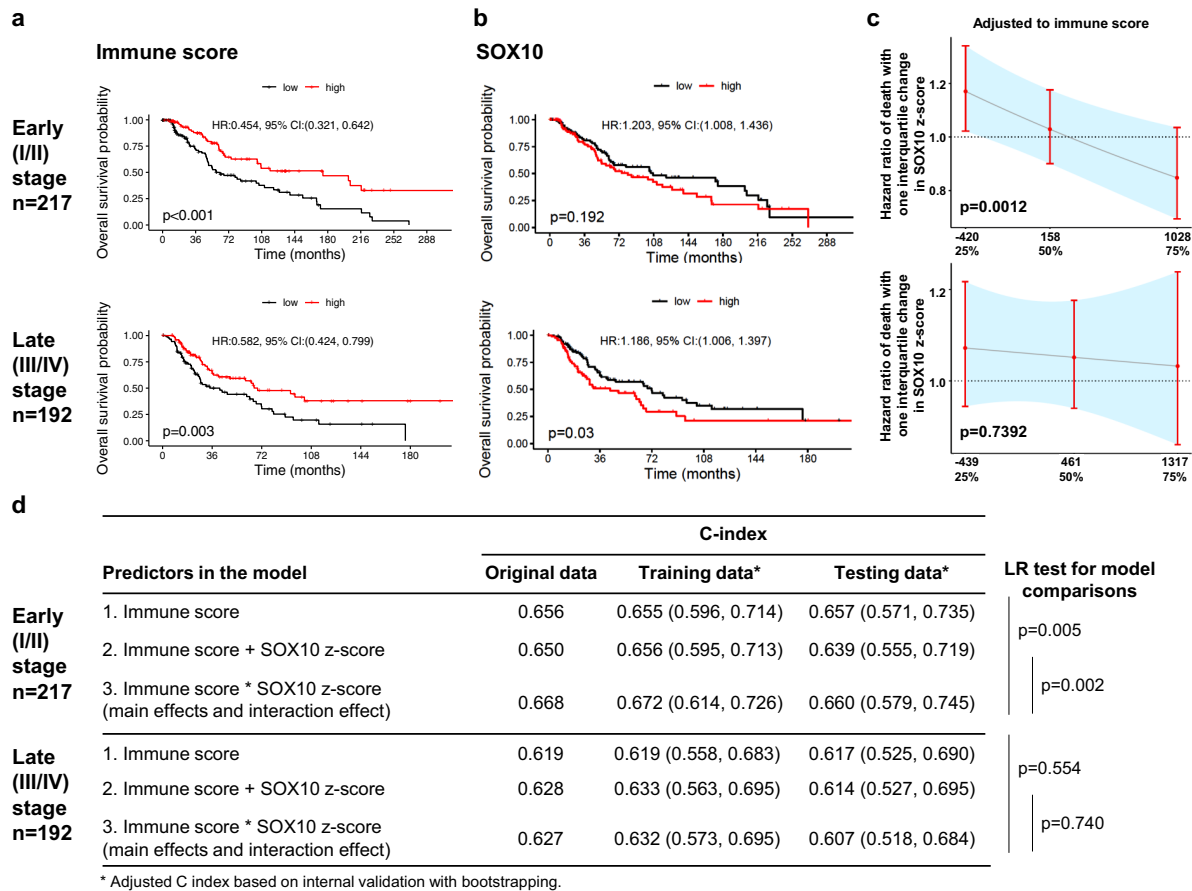 a
Immune score
Early
(I/II)
stage
n=217
Overall survival probability
low high
HR:0.454, 95% CI:(0.321, 0.642)
p<0.001
1.00
0.75
0.50
0.25
0.00
0 36 72 108 144 180 216 252 288
Time (months)
Late
(III/IV)
stage
n=192
Overall survival probability
low high
HR:0.582, 95% CI:(0.424, 0.799)
p=0.003
1.00
0.75
0.50
0.25
0.00
0 36 72 108 144 180
Time (months)
b
SOX10
Overall survival probability
low high
HR:1.203, 95% CI:(1.008, 1.436)
p=0.192
1.00
0.75
0.50
0.25
0.00
0 36 72 108 144 180 216 252 288
Time (months)
Overall survival probability
low high
HR:1.186, 95% CI:(1.006, 1.397)
p=0.03
1.00
0.75
0.50
0.25
0.00
0 36 72 108 144 180
Time (months)
c
Adjusted to immune score
Hazard ratio of death with
one interquartile change
in SOX10 z-score
1.2
1.0
0.8
p=0.0012
-420 158 1028
25% 50% 75%
Hazard ratio of death with
one interquartile change
in SOX10 z-score
1.2
1.0
p=0.7392
-439 461 1317
25% 50% 75%
d
C-index
Predictors in the model Original data Training data* Testing data*
LR test for model
comparisons
Early
(I/II)
stage
n=217
1. Immune score 0.656 0.655 (0.596, 0.714) 0.657 (0.571, 0.735)
p=0.005
2. Immune score + SOX10 z-score 0.650 0.656 (0.595, 0.713) 0.639 (0.555, 0.719)
p=0.002
3. Immune score * SOX10 z-score
(main effects and interaction effect) 0.668 0.672 (0.614, 0.726) 0.660 (0.579, 0.745)
Late
(III/IV)
stage
n=192
1. Immune score 0.619 0.619 (0.558, 0.683) 0.617 (0.525, 0.690)
p=0.554
2. Immune score + SOX10 z-score 0.628 0.633 (0.563, 0.695) 0.614 (0.527, 0.695)
p=0.740
3. Immune score * SOX10 z-score
(main effects and interaction effect) 0.627 0.632 (0.573, 0.695) 0.607 (0.518, 0.684)
* Adjusted C index based on internal validation with bootstrapping.